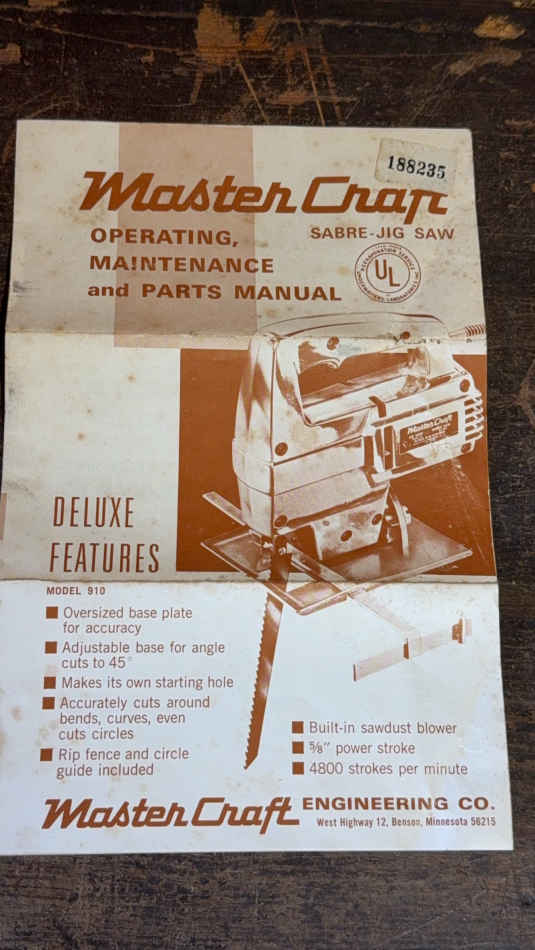 188235
Master Craf
SABRE-JIG SAW
OPERATING,
MAINTENANCE
and PARTS MANUAL
UL
Master Craft
DELUXE
FEATURES
MODEL 910
Oversized base plate
for accuracy
Adjustable base for angle
cuts to 45°
Makes its own starting hole
Accurately cuts around
bends, curves, even
cuts circles
Rip fence and circle
guide included
Built-in sawdust blower
5/8" power stroke
4800 strokes per minute
Master Craft ENGINEERING CO.
West Highway 12, Benson, Minnesota 56215